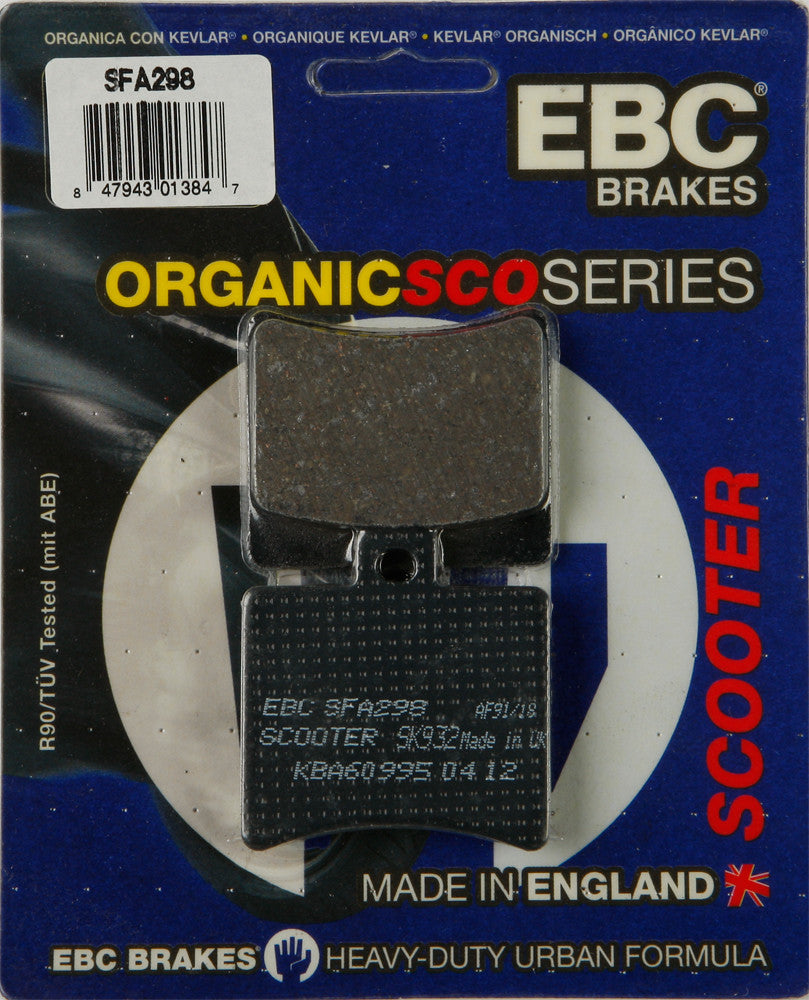 ORGANICA CON KEVLAR® • ORGANIQUE KEVLAR® • KEVLAR® ORGANISCH • ORGÂNICO KEVLAR®
SFA298
8 47943 01384 7
EBC®
BRAKES
ORGANICSCOSERIES
R90/TÜV Tested (mit ABE)
SCOOTER
EBC SFA298 AF91/18
SCOOTER SK932 Made in UK
KBA60995 0412
MADE IN ENGLAND
EBC BRAKES® HEAVY-DUTY URBAN FORMULA